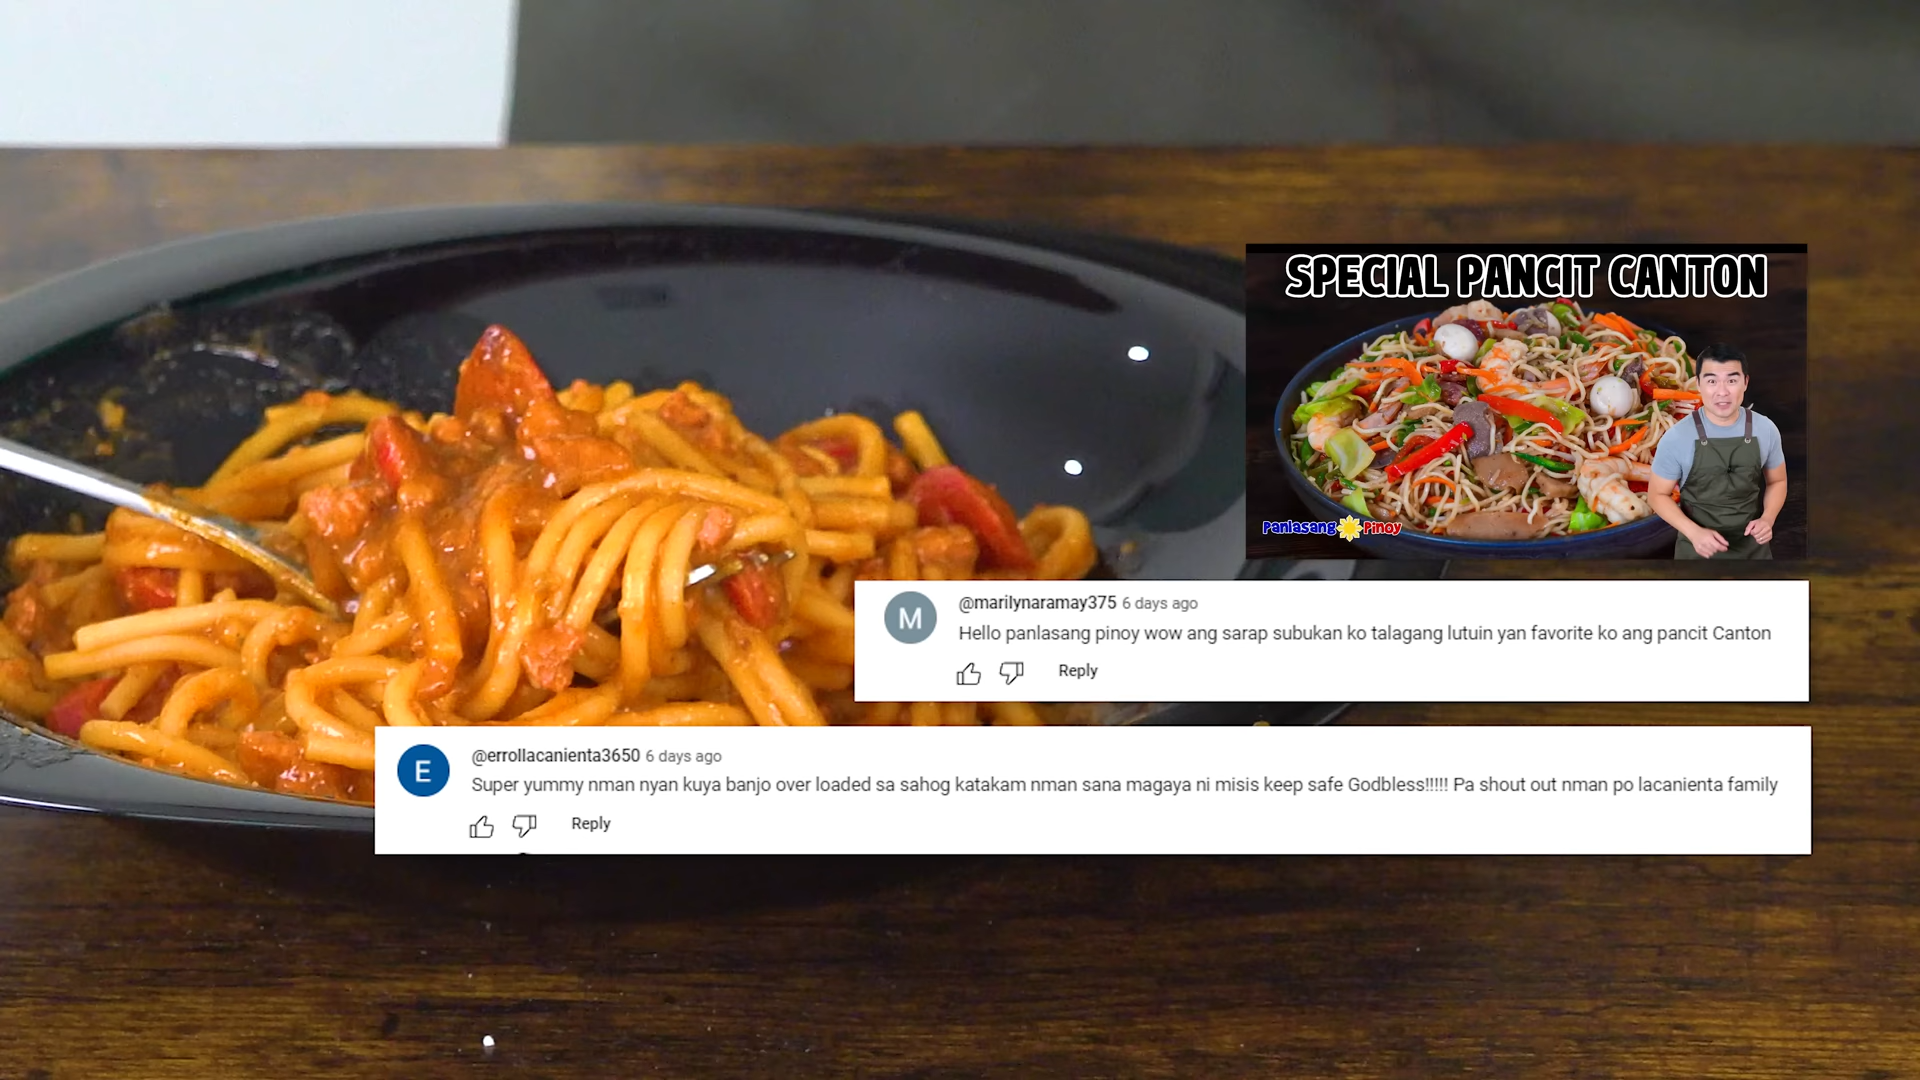 SPECIAL PANCIT CANTON
Panlasang Pinoy
M
@marilynaramay375 6 days ago
Hello panlasang pinoy wow ang sarap subukan ko talagang lutuin yan favorite ko ang pancit Canton
Reply
E
@errollacanienta3650 6 days ago
Super yummy nman nyan kuya banjo over loaded sa sahog katakam nman sana magaya ni misis keep safe Godbless!!!!! Pa shout out nman po lacanienta family
Reply